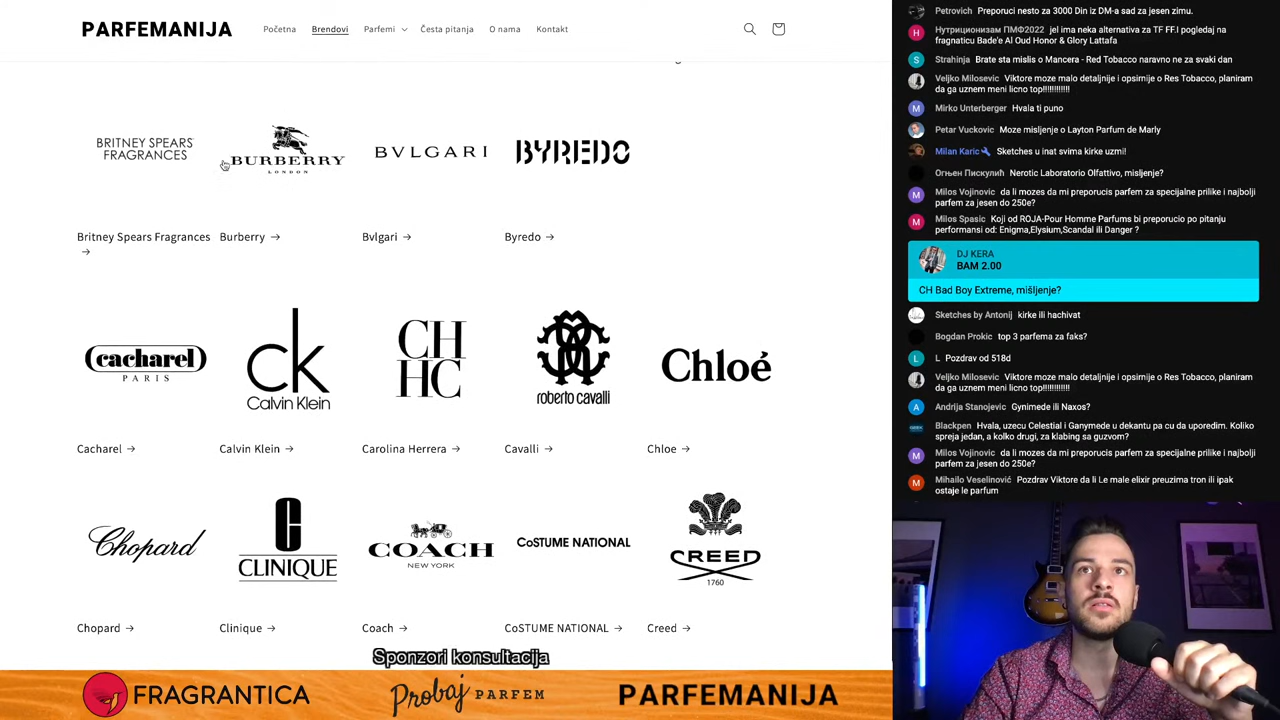 PARFEMANIJA
Početna
Brendovi
Parfemi
Česta pitanja
O nama
Kontakt
BRITNEY SPEARS
FRAGRANCES
BURBERRY
LONDON
BVLGARI
BYREDO
Britney Spears Fragrances →
Burberry →
Bvlgari →
Byredo →
cacharel
PARIS
ck
Calvin Klein
CH
HC
roberto cavalli
Chloé
Cacharel →
Calvin Klein →
Carolina Herrera →
Cavalli →
Chloe →
Chopard
C
CLINIQUE
COACH
NEW YORK
CoSTUME NATIONAL
CREED
1760
Chopard →
Clinique →
Coach →
CoSTUME NATIONAL →
Creed →
Sponzori konsultacija
FRAGRANTICA
Probaj PARFEM
PARFEMANIJA
Petrovich Preporuci nesto za 3000 Din iz DM-a sad za jesen zimu.
H Нутриционизам ПМФ2022 jel ima neka alternativa za TF FF.I pogledaj na
fragnaticu Bade'e Al Oud Honor & Glory Lattafa
S Strahinja Brate sta mislis o Mancera - Red Tobacco naravno ne za svaki dan
Veljko Milosevic Viktore moze malo detaljnije i opsirnije o Res Tobacco, planiram
da ga uznem meni licno top!!!!!!!!!!!!
M Mirko Unterberger Hvala ti puno
Petar Vuckovic Moze misljenje o Layton Parfum de Marly
Milan Karic Sketches u inat svima kirke uzmi!
Огњен Пискулић Nerotic Laboratorio Olfattivo, misljenje?
M Milos Vojinovic da li mozes da mi preporucis parfem za specijalne prilike i najbolji
parfem za jesen do 250e?
M Milos Spasic Koji od ROJA-Pour Homme Parfums bi preporucio po pitanju
performansi od: Enigma,Elysium,Scandal ili Danger ?
DJ KERA
BAM 2.00
CH Bad Boy Extreme, mišljenje?
Sketches by Antonij kirke ili hachivat
Bogdan Prokic top 3 parfema za faks?
L L Pozdrav od 518d
Veljko Milosevic Viktore moze malo detaljnije i opsirnije o Res Tobacco, planiram
da ga uznem meni licno top!!!!!!!!!!!!
A Andrija Stanojevic Gynimede ili Naxos?
Blackpen Hvala, uzecu Celestial i Ganymede u dekantu pa cu da uporedim. Koliko
spreja jedan, a kolko drugi, za klabing sa guzvom?
M Milos Vojinovic da li mozes da mi preporucis parfem za specijalne prilike i najbolji
parfem za jesen do 250e?
M Mihailo Veselinović Pozdrav Viktore da li Le male elixir preuzima tron ili ipak
ostaje le parfum